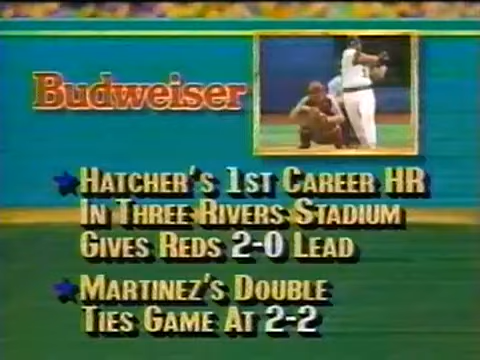 Budweiser
HATCHER'S 1ST CAREER HR
IN THREE RIVERS STADIUM
GIVES REDS 2-0 LEAD
MARTINEZ'S DOUBLE
TIES GAME AT 2-2